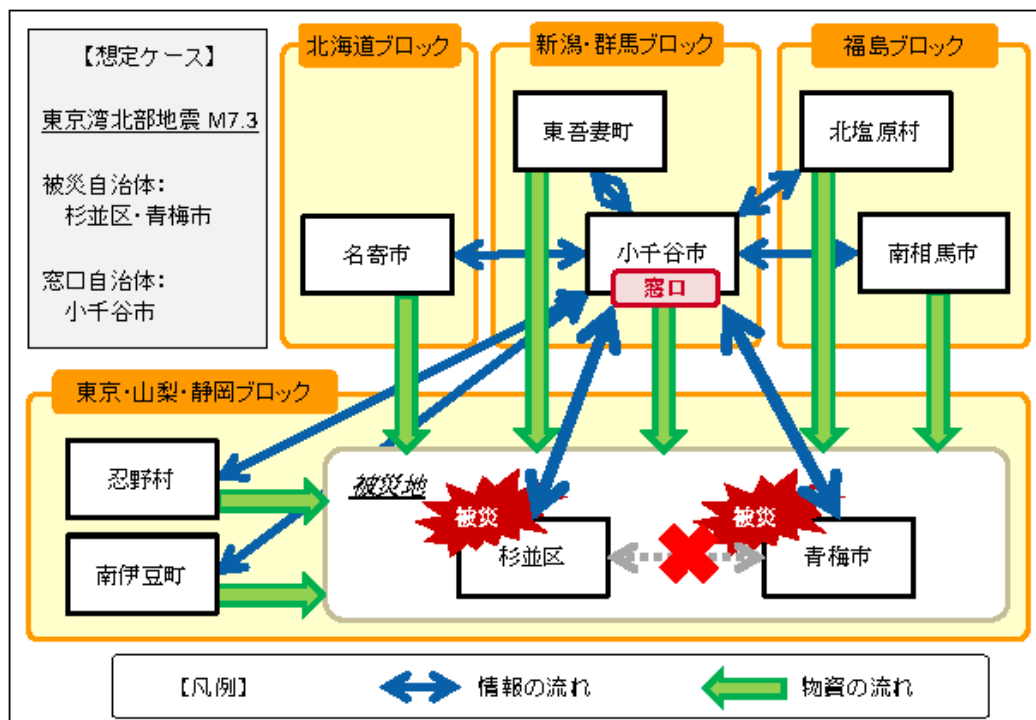 【想定ケース】
東京湾北部地震 M7.3
被災自治体:
杉並区・青梅市
窓口自治体:
小千谷市
北海道ブロック
新潟・群馬ブロック
福島ブロック
東吾妻町
北塩原村
名寄市
小千谷市
窓口
南相馬市
東京・山梨・静岡ブロック
忍野村
南伊豆町
被災地
被災
杉並区
被災
青梅市
【凡例】
情報の流れ
物資の流れ